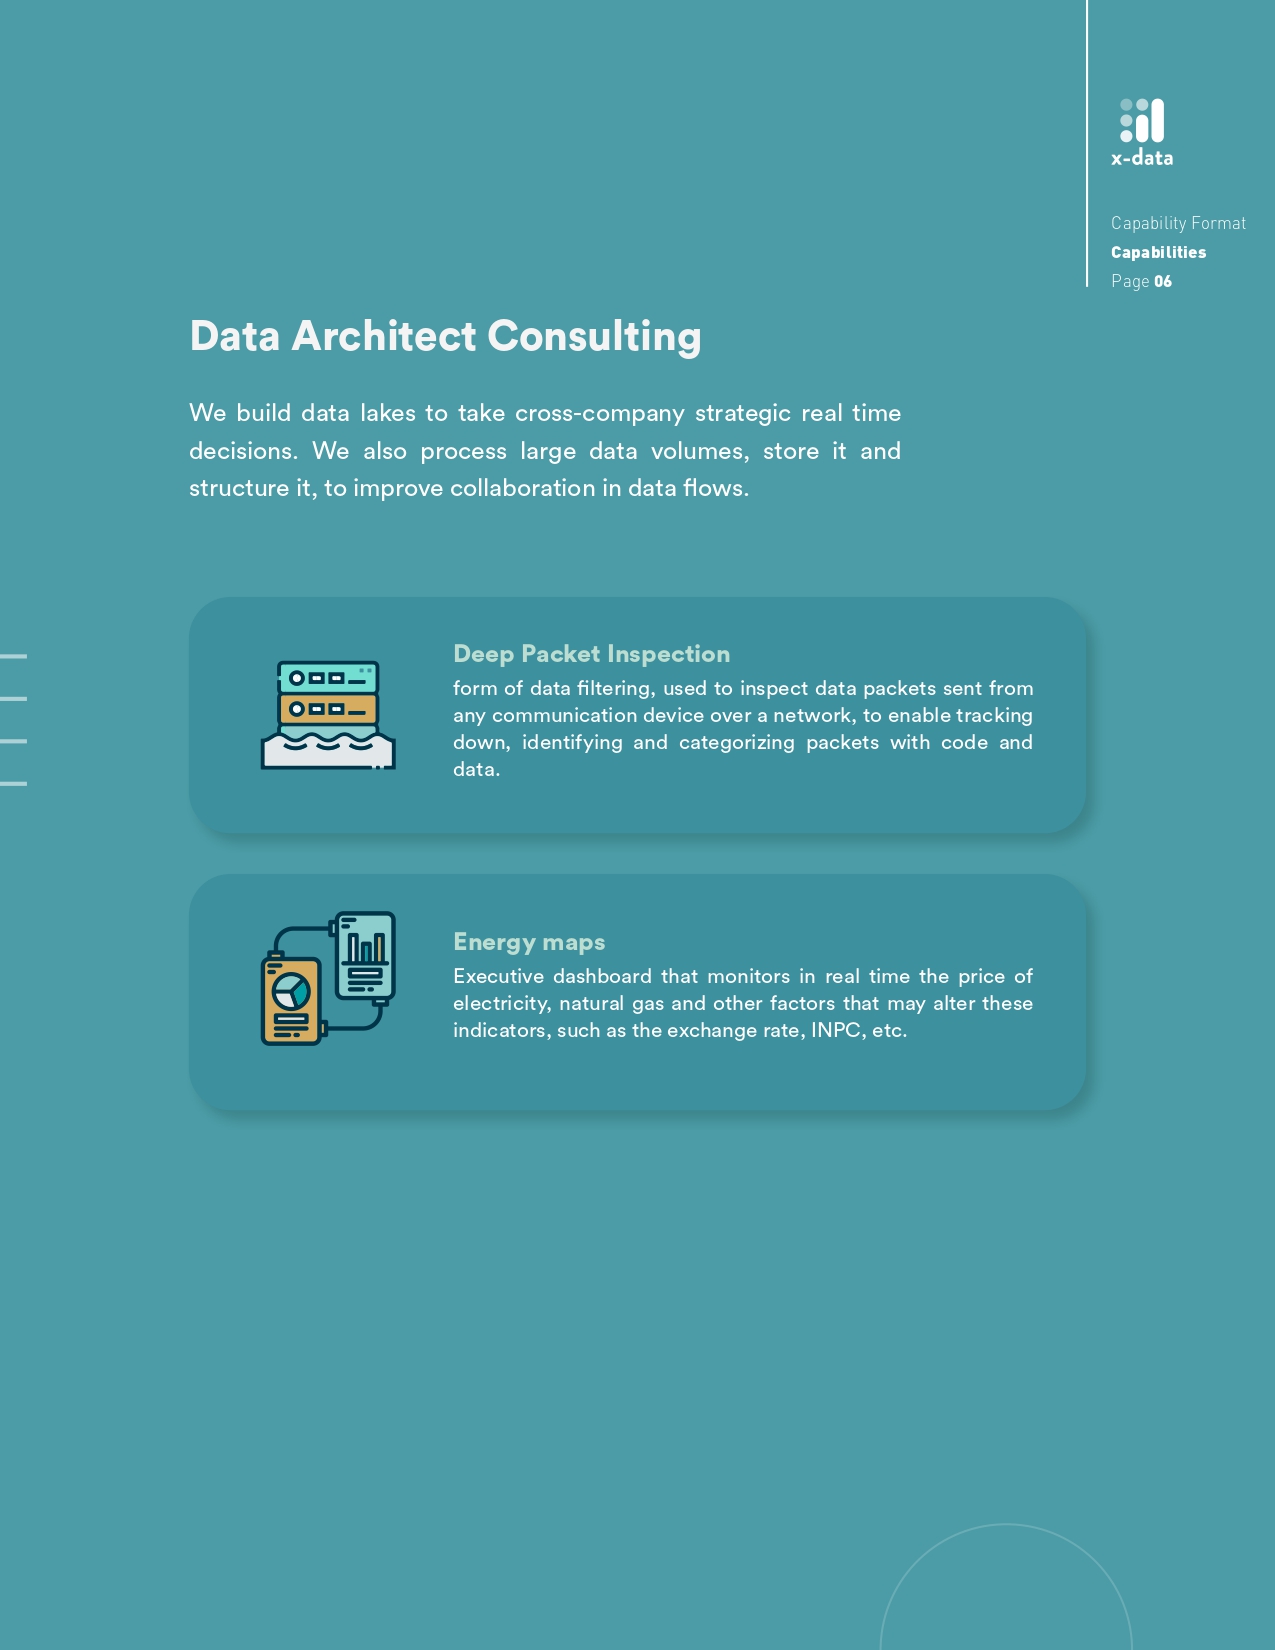 x-data
Capability Format
Capabilities
Page 06
Data Architect Consulting
We build data lakes to take cross-company strategic real time
decisions. We also process large data volumes, store it and
structure it, to improve collaboration in data flows.
Deep Packet Inspection
form of data filtering, used to inspect data packets sent from
any communication device over a network, to enable tracking
down, identifying and categorizing packets with code and
data.
Energy maps
Executive dashboard that monitors in real time the price of
electricity, natural gas and other factors that may alter these
indicators, such as the exchange rate, INPC, etc.